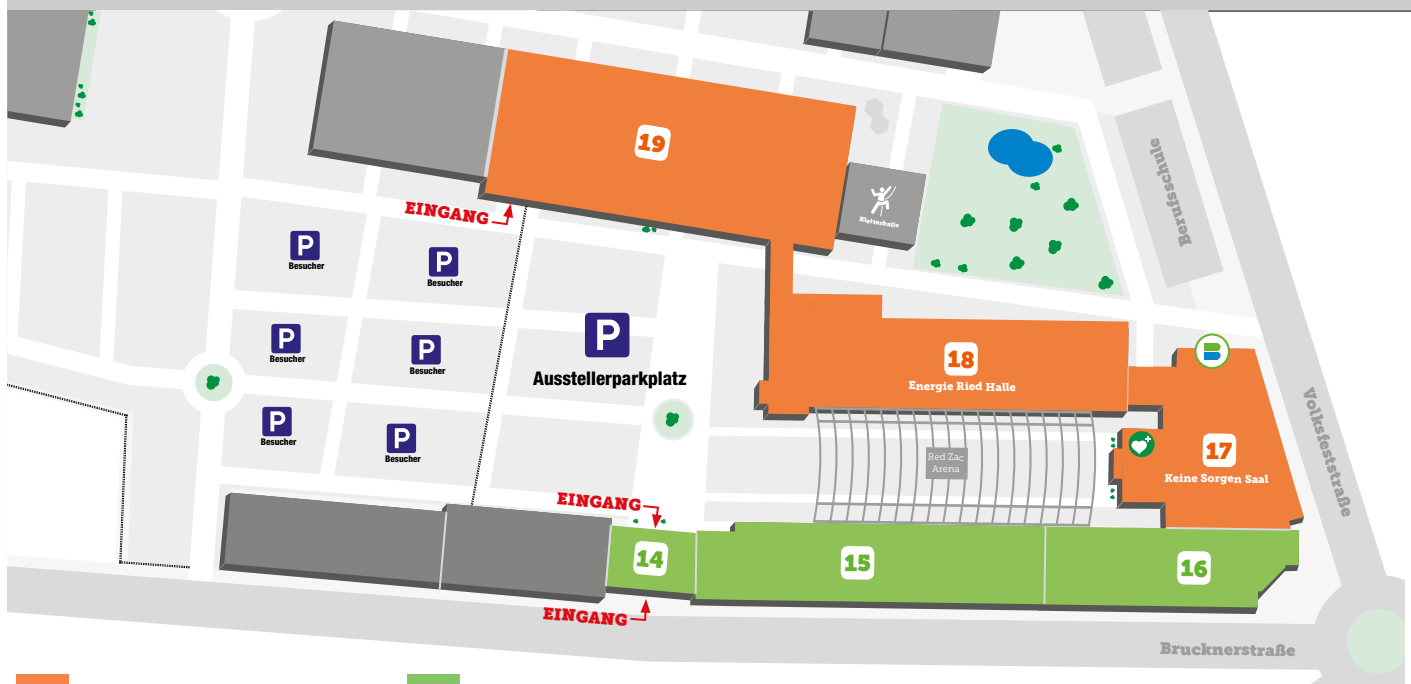 19
Berufsschule
EINGANG
Kletterhalle
P
Besucher
P
Besucher
P
Besucher
P
Besucher
P
Besucher
P
Besucher
P
Ausstellerparkplatz
18
Energie Ried Halle
B
Volksfeststraße
Red Zac
Arena
17
Keine Sorgen Saal
EINGANG
14
15
16
EINGANG
Brucknerstraße